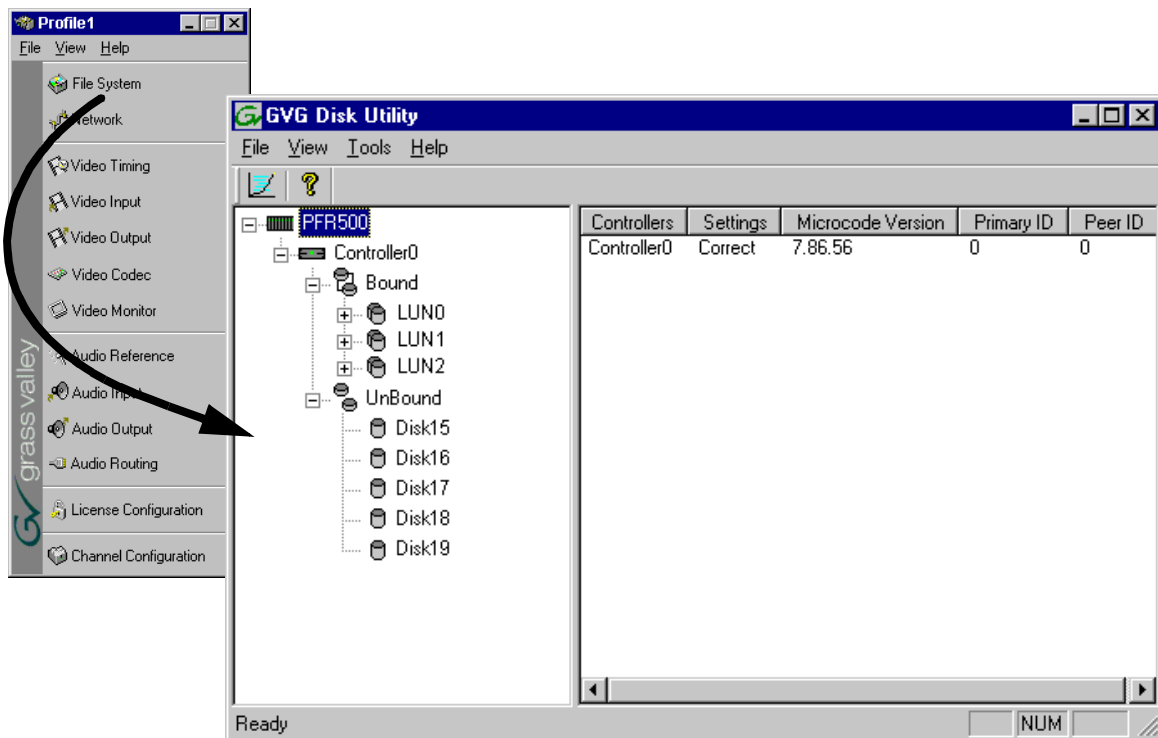 Profile1
File View Help
File System
Network
Video Timing
Video Input
Video Output
Video Codec
Video Monitor
Audio Reference
Audio Input
Audio Output
Audio Routing
License Configuration
Channel Configuration
grass valley
GVG Disk Utility
File View Tools Help
PFR500
Controller0
Bound
LUN0
LUN1
LUN2
UnBound
Disk15
Disk16
Disk17
Disk18
Disk19
Controllers Settings Microcode Version Primary ID Peer ID
Controller0 Correct 7.86.56 0 0
Ready NUM